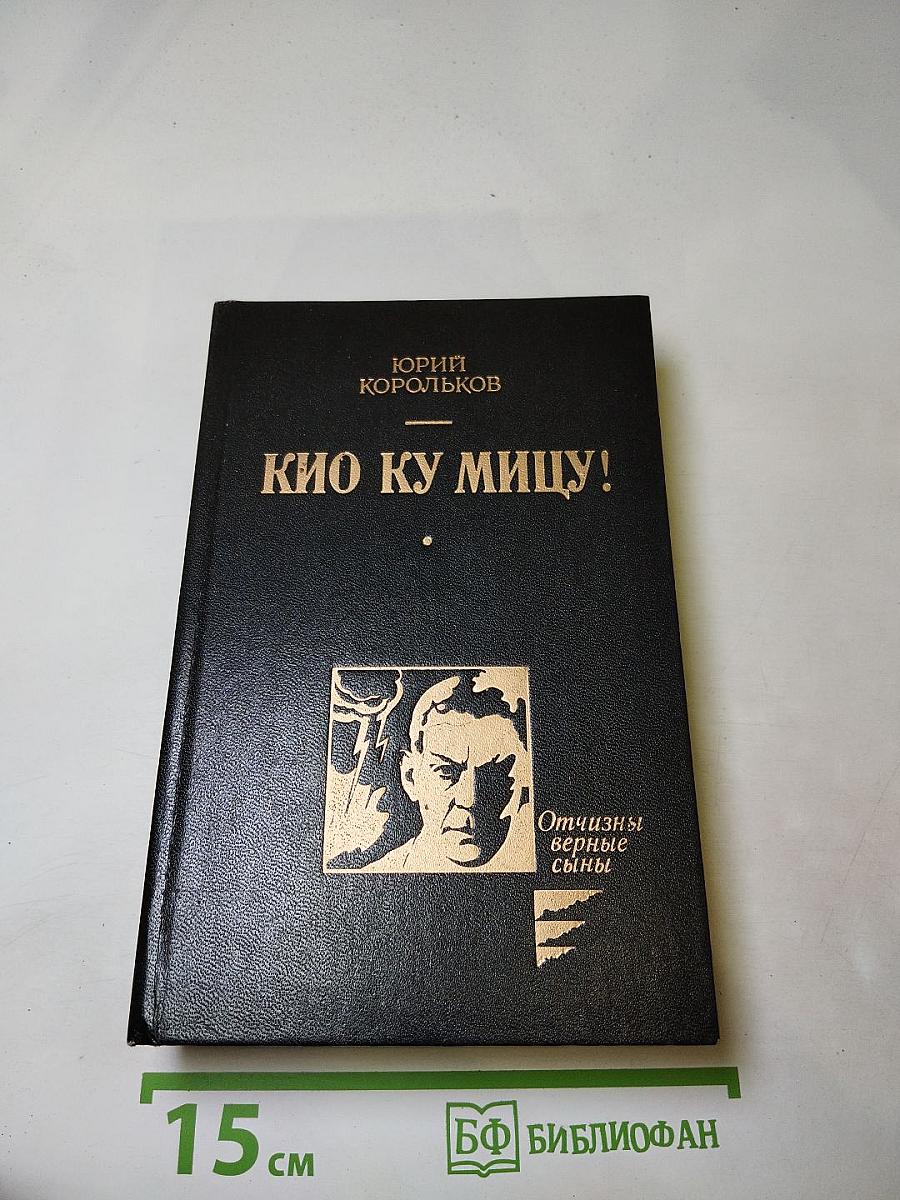 ЮРИЙ
КОРОЛЬКОВ
КИО КУ МИЦУ!
Отчизны
верные
сыны
15 см
БФ БИБЛИОФАН